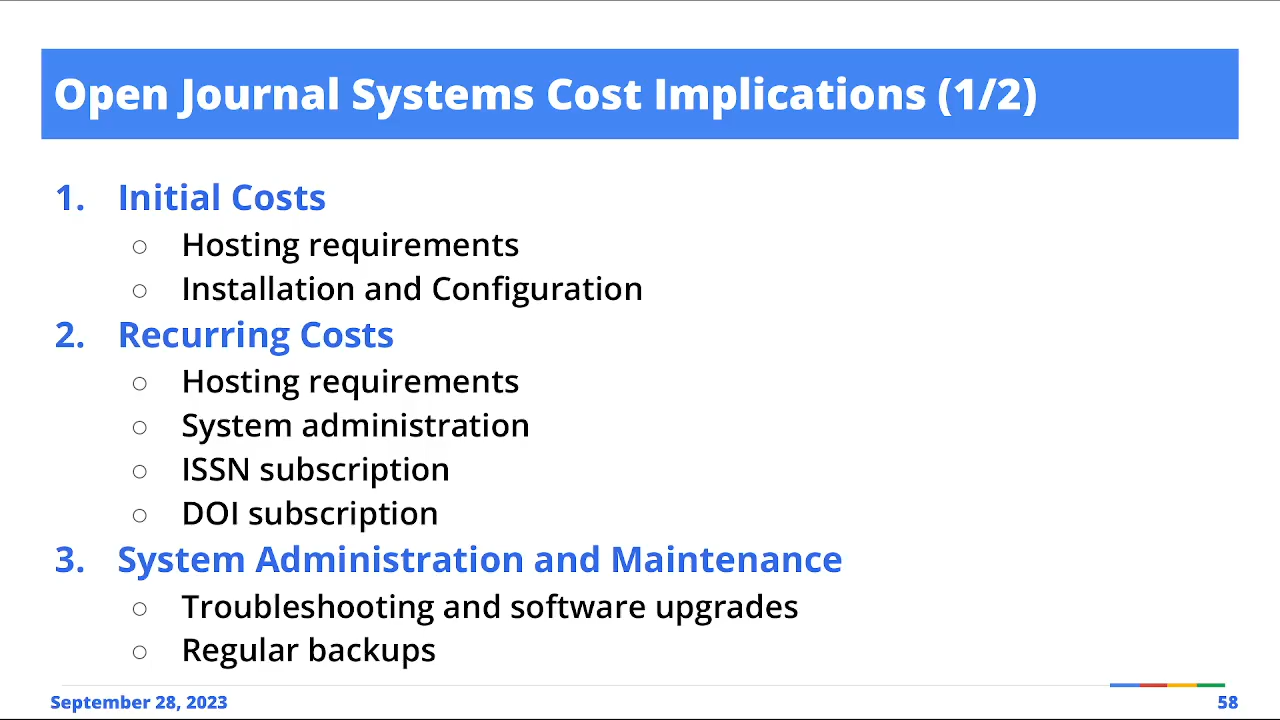 Open Journal Systems Cost Implications (1/2)
1. Initial Costs
○ Hosting requirements
○ Installation and Configuration
2. Recurring Costs
○ Hosting requirements
○ System administration
○ ISSN subscription
○ DOI subscription
3. System Administration and Maintenance
○ Troubleshooting and software upgrades
○ Regular backups
September 28, 2023
58